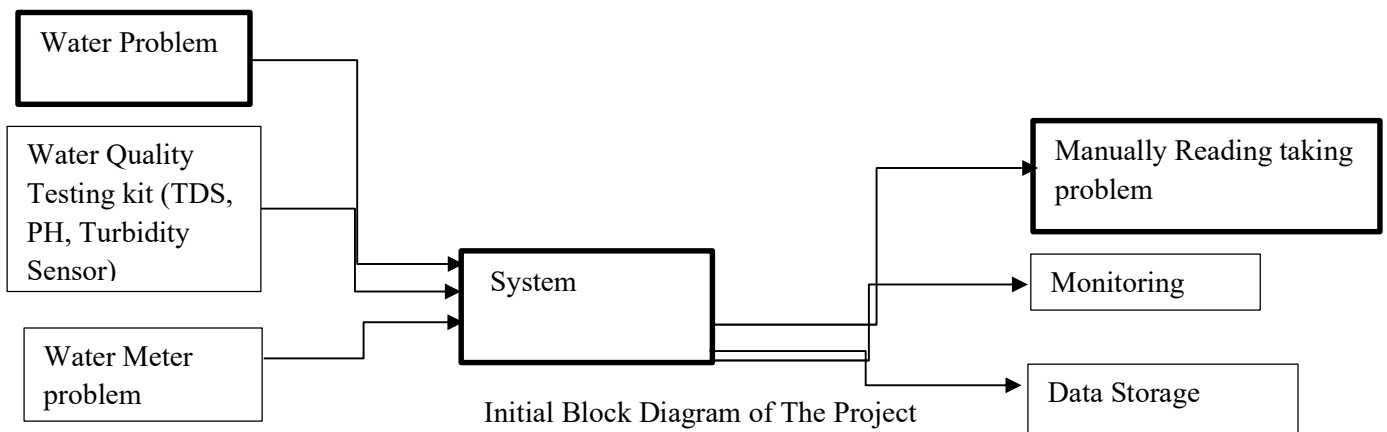 Water Problem
Water Quality
Testing kit (TDS,
PH, Turbidity
Sensor)
Water Meter
problem
System
Manually Reading taking
problem
Monitoring
Data Storage
Initial Block Diagram of The Project